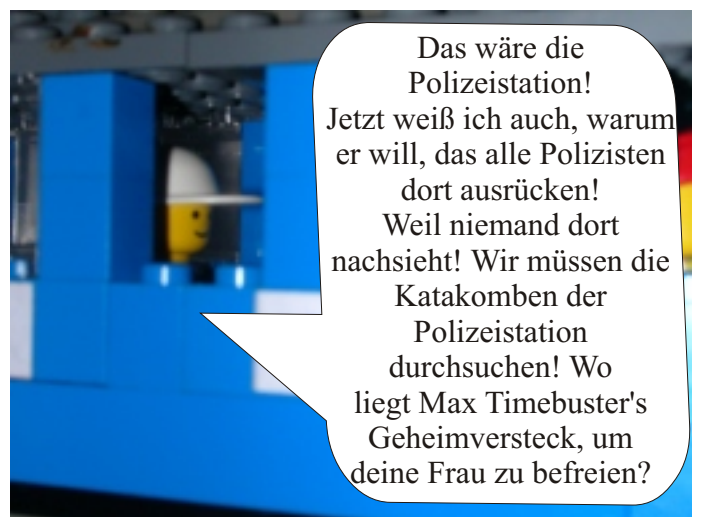 Das wäre die
Polizeistation!
Jetzt weiß ich auch, warum
er will, das alle Polizisten
dort ausrücken!
Weil niemand dort
nachsieht! Wir müssen die
Katakomben der
Polizeistation
durchsuchen! Wo
liegt Max Timebuster's
Geheimversteck, um
deine Frau zu befreien?